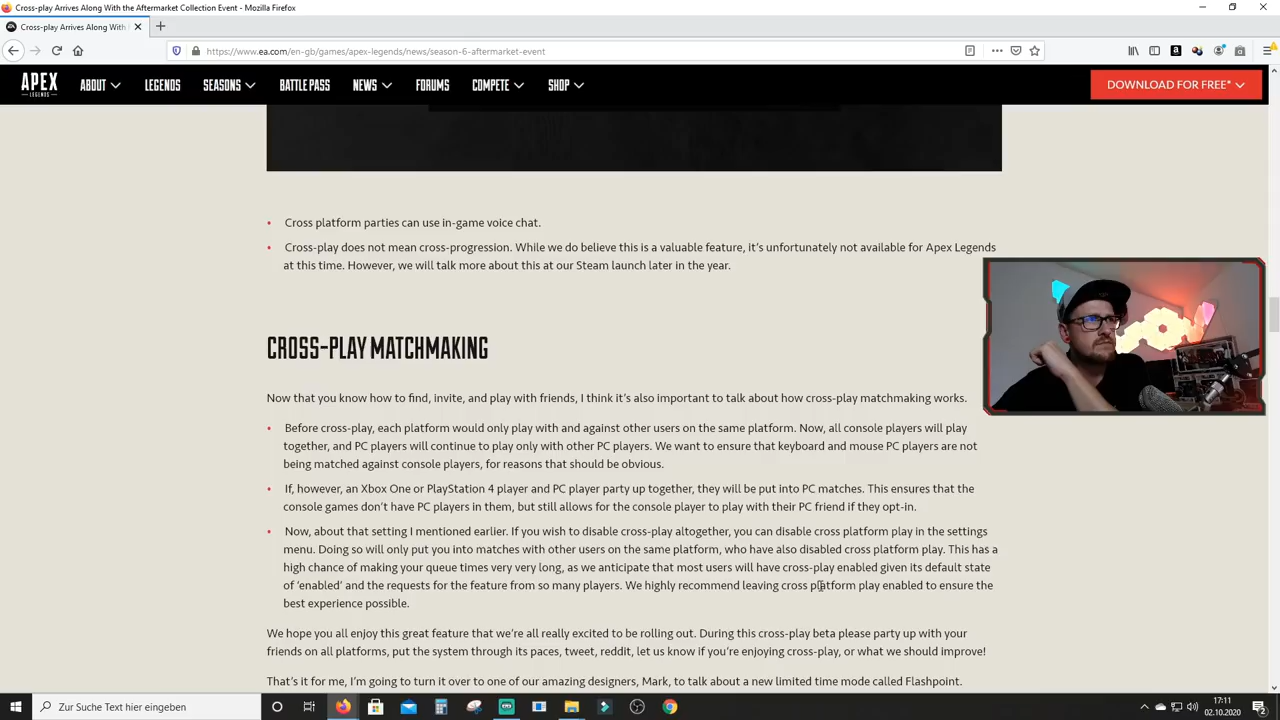 Cross-play Arrives Along With the Aftermarket Collection Event - Mozilla Firefox
Cross-play Arrives Along With
https://www.ea.com/en-gb/games/apex-legends/news/season-6-aftermarket-event
APEX
LEGENDS
ABOUT
LEGENDS
SEASONS
BATTLE PASS
NEWS
FORUMS
COMPETE
SHOP
DOWNLOAD FOR FREE*
• Cross platform parties can use in-game voice chat.
• Cross-play does not mean cross-progression. While we do believe this is a valuable feature, it's unfortunately not available for Apex Legends
at this time. However, we will talk more about this at our Steam launch later in the year.
CROSS-PLAY MATCHMAKING
Now that you know how to find, invite, and play with friends, I think it's also important to talk about how cross-play matchmaking works.
• Before cross-play, each platform would only play with and against other users on the same platform. Now, all console players will play
together, and PC players will continue to play only with other PC players. We want to ensure that keyboard and mouse PC players are not
being matched against console players, for reasons that should be obvious.
• If, however, an Xbox One or PlayStation 4 player and PC player party up together, they will be put into PC matches. This ensures that the
console games don't have PC players in them, but still allows for the console player to play with their PC friend if they opt-in.
• Now, about that setting I mentioned earlier. If you wish to disable cross-play altogether, you can disable cross platform play in the settings
menu. Doing so will only put you into matches with other users on the same platform, who have also disabled cross platform play. This has a
high chance of making your queue times very very long, as we anticipate that most users will have cross-play enabled given its default state
of 'enabled' and the requests for the feature from so many players. We highly recommend leaving cross platform play enabled to ensure the
best experience possible.
We hope you all enjoy this great feature that we're all really excited to be rolling out. During this cross-play beta please party up with your
friends on all platforms, put the system through its paces, tweet, reddit, let us know if you're enjoying cross-play, or what we should improve!
That's it for me, I'm going to turn it over to one of our amazing designers, Mark, to talk about a new limited time mode called Flashpoint.
Zur Suche Text hier eingeben
17:11
02.10.2020
2